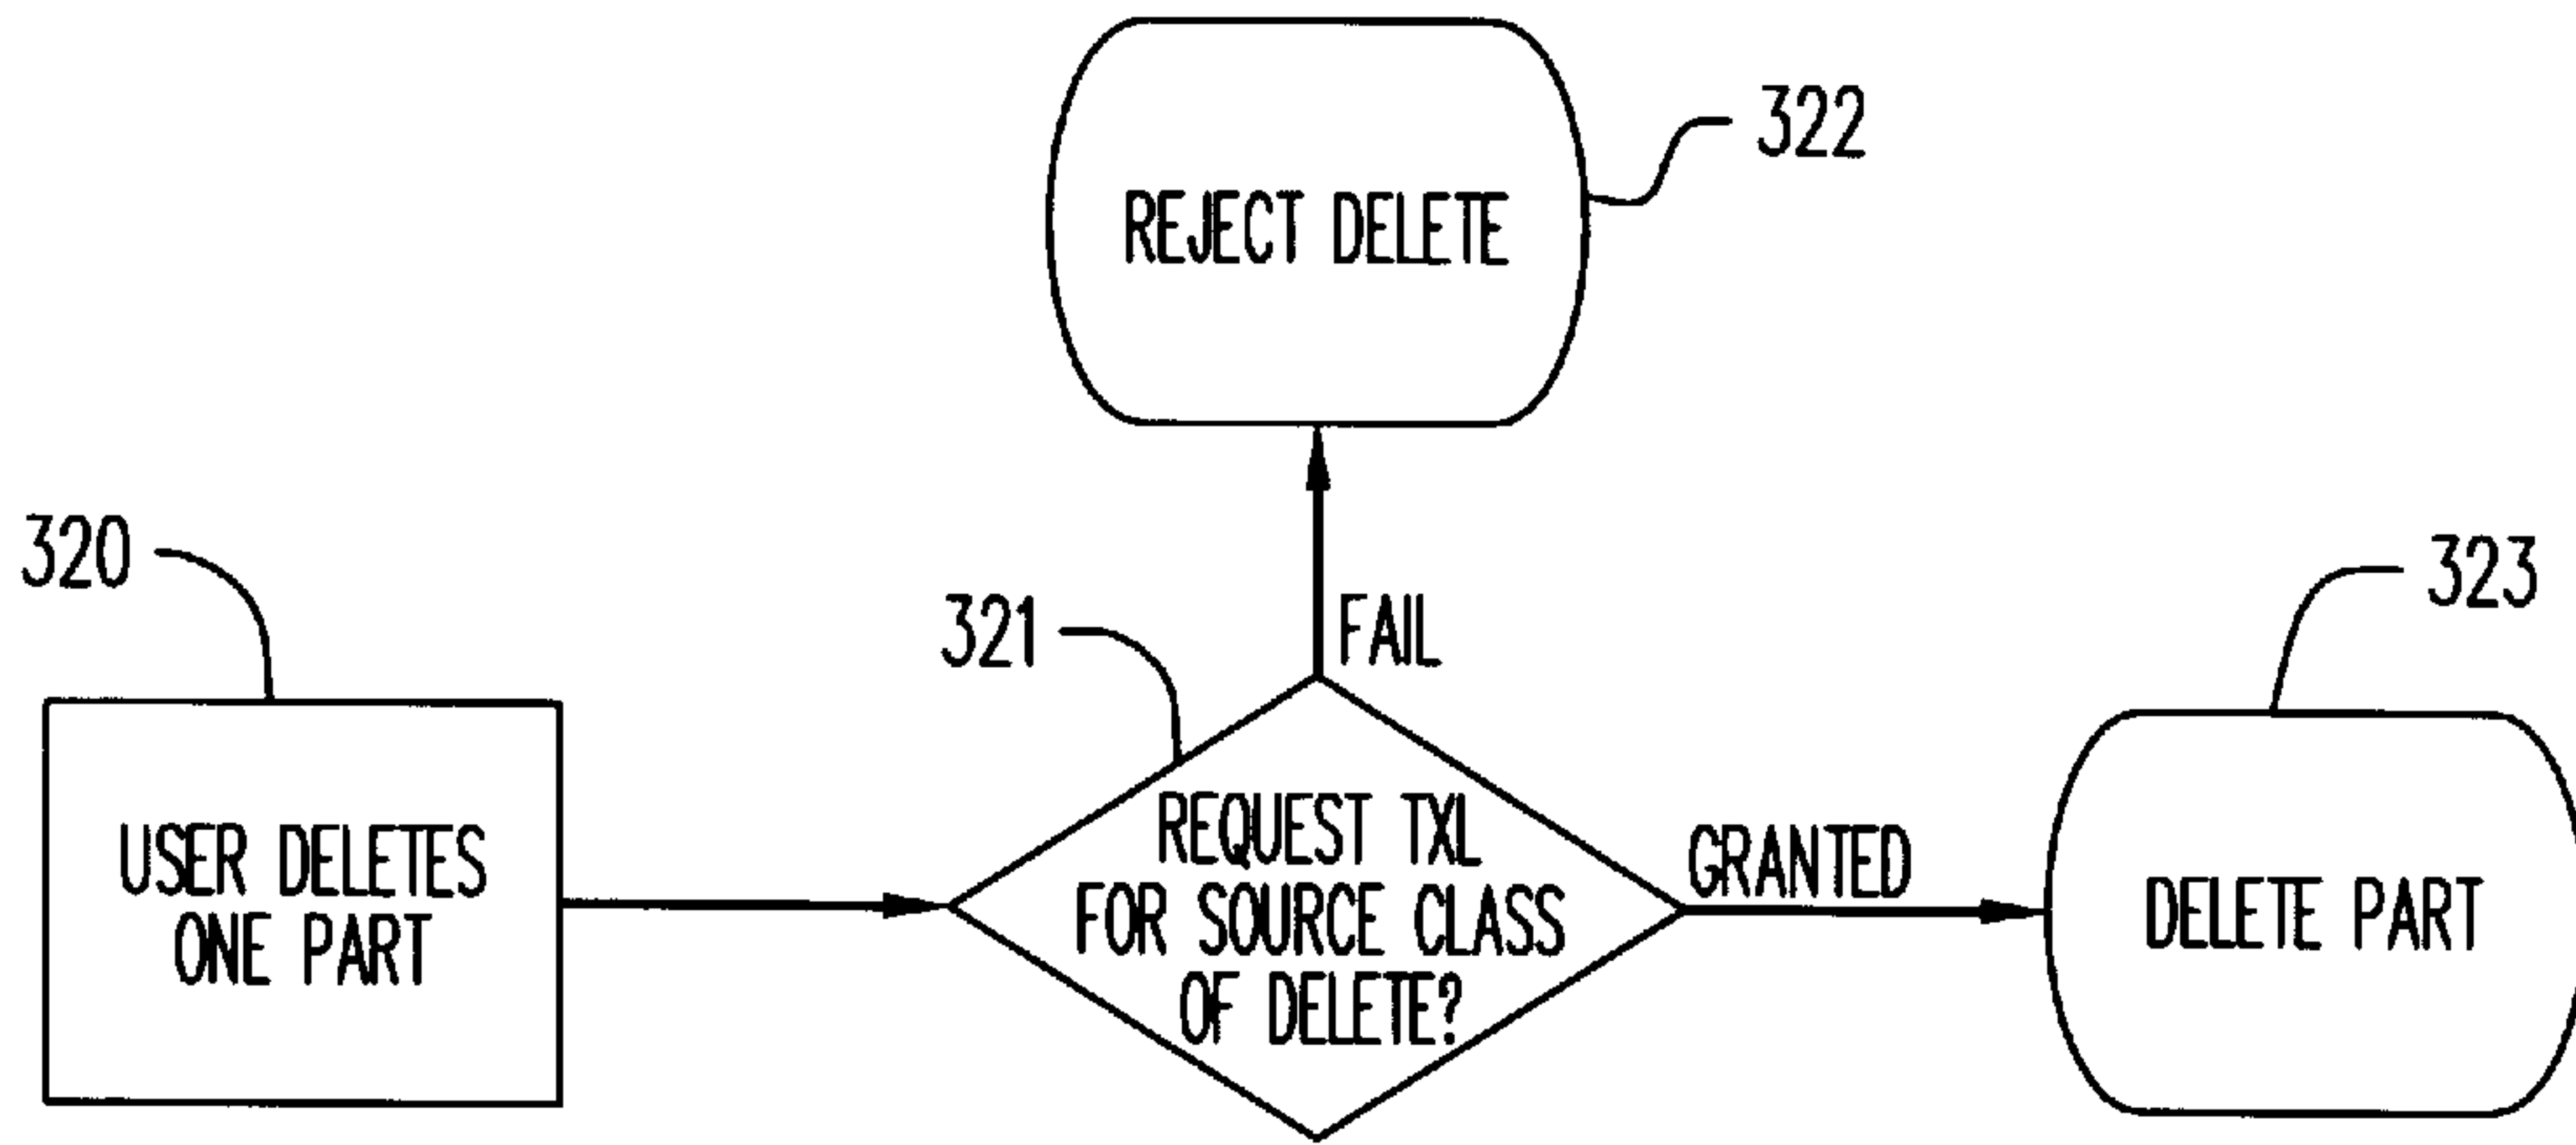 322
REJECT DELETE
320
321
FAIL
323
USER DELETES
ONE PART
REQUEST TXL
FOR SOURCE CLASS
OF DELETE?
GRANTED
DELETE PART